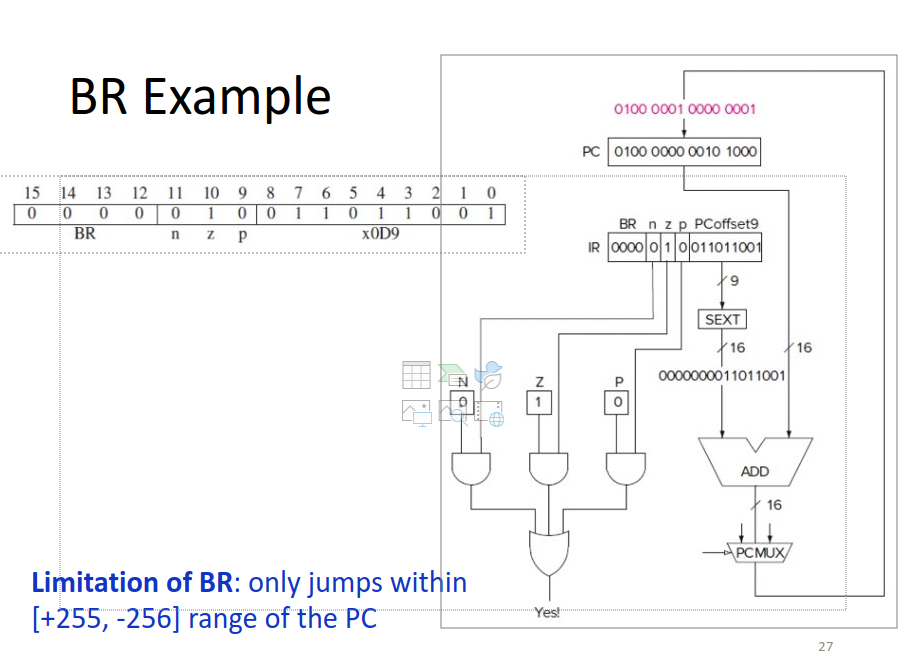 BR Example
15 14 13 12 11 10 9 8 7 6 5 4 3 2 1 0
0 0 0 0 0 1 0 0 1 1 0 1 1 0 0 1
BR n z p x0D9
0100 0001 0000 0001
PC 0100 0000 0010 1000
BR n z p PCoffset9
IR 0000 0 1 0 011011001
9
SEXT
16 16
0000000011011001
N Z P
0 1 0
ADD
16
PCMUX
Yes!
Limitation of BR: only jumps within
[+255, -256] range of the PC
27